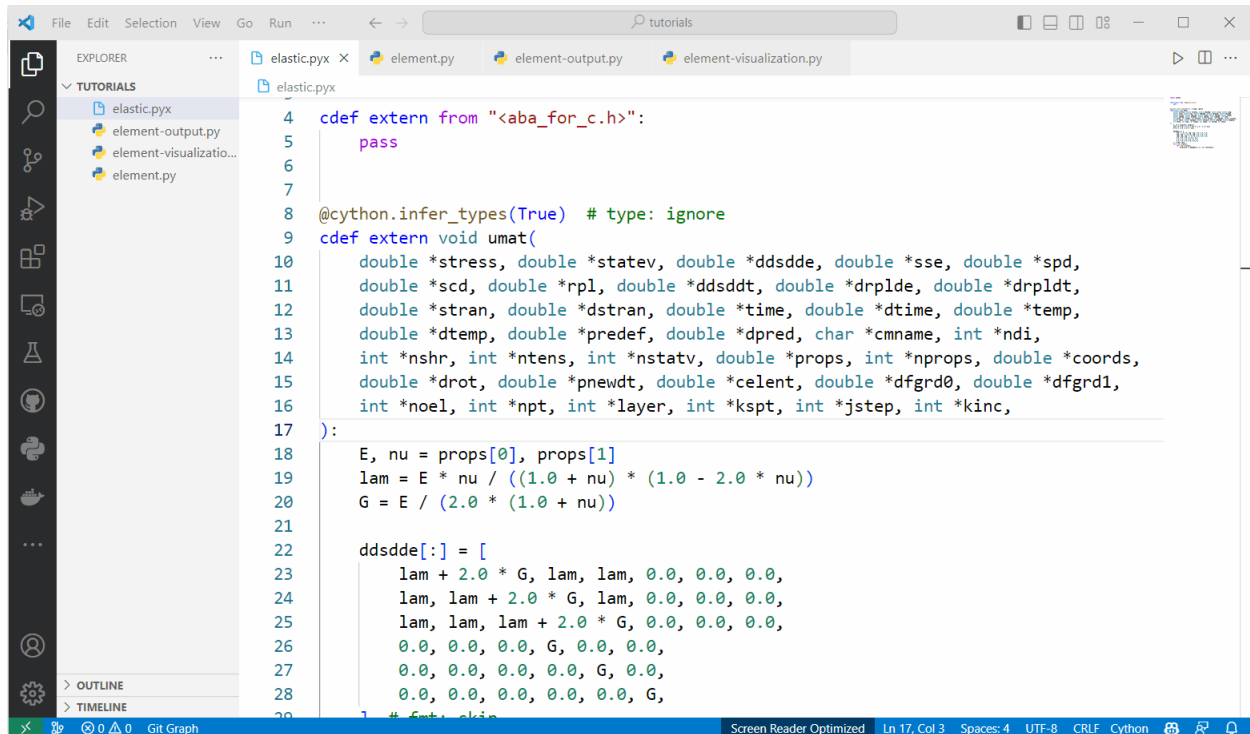 File Edit Selection View Go Run ··· ← → tutorials
EXPLORER ···
TUTORIALS
elastic.pyx
element-output.py
element-visualizatio...
element.py
OUTLINE
TIMELINE
elastic.pyx × element.py element-output.py element-visualization.py ···
elastic.pyx
4 cdef extern from "<aba_for_c.h>":
5     pass
6
7
8 @cython.infer_types(True)  # type: ignore
9 cdef extern void umat(
10     double *stress, double *statev, double *ddsdde, double *sse, double *spd,
11     double *scd, double *rpl, double *ddsddt, double *drplde, double *drpldt,
12     double *stran, double *dstran, double *time, double *dtime, double *temp,
13     double *dtemp, double *predef, double *dpred, char *cmname, int *ndi,
14     int *nshr, int *ntens, int *nstatv, double *props, int *nprops, double *coords,
15     double *drot, double *pnewdt, double *celent, double *dfgrd0, double *dfgrd1,
16     int *noel, int *npt, int *layer, int *kspt, int *jstep, int *kinc,
17 ):
18     E, nu = props[0], props[1]
19     lam = E * nu / ((1.0 + nu) * (1.0 - 2.0 * nu))
20     G = E / (2.0 * (1.0 + nu))
21
22     ddsdde[:] = [
23         lam + 2.0 * G, lam, lam, 0.0, 0.0, 0.0,
24         lam, lam + 2.0 * G, lam, 0.0, 0.0, 0.0,
25         lam, lam, lam + 2.0 * G, 0.0, 0.0, 0.0,
26         0.0, 0.0, 0.0, G, 0.0, 0.0,
27         0.0, 0.0, 0.0, 0.0, G, 0.0,
28         0.0, 0.0, 0.0, 0.0, 0.0, G,
29     ]  # fmt: skip
0 0 Git Graph Screen Reader Optimized Ln 17, Col 3 Spaces: 4 UTF-8 CRLF Cython